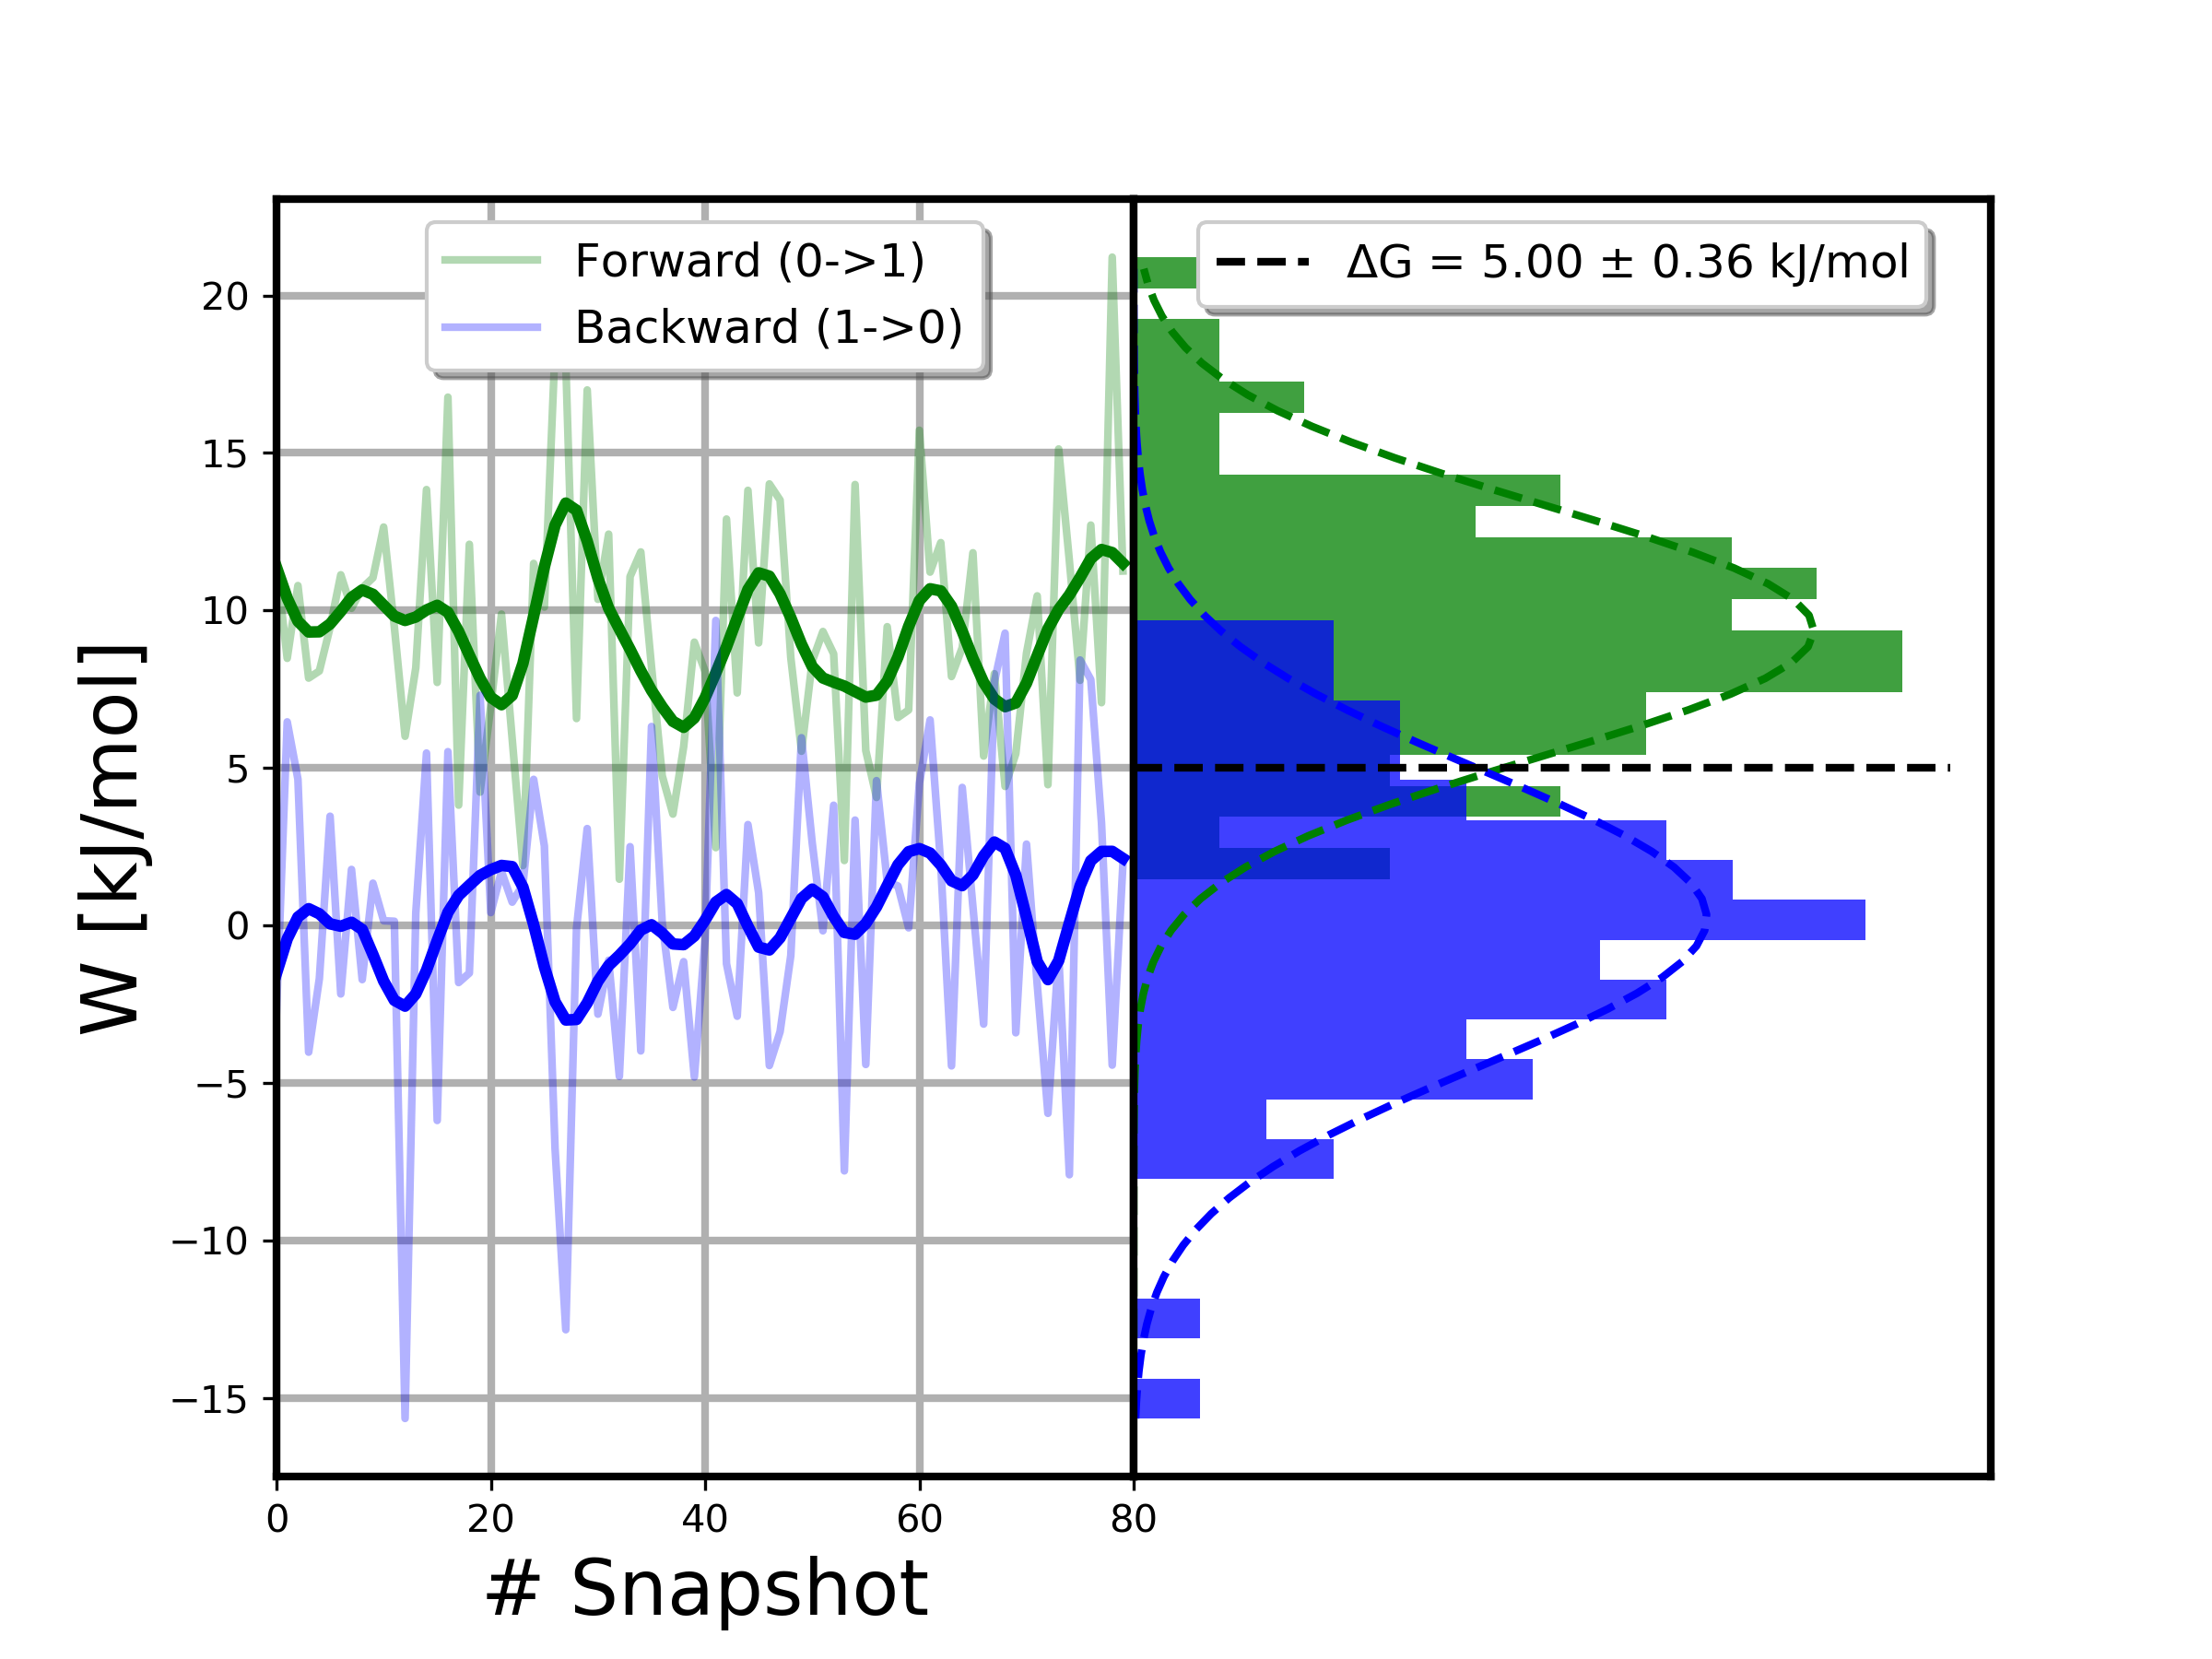 Forward (0->1)
Backward (1->0)
ΔG = 5.00 ± 0.36 kJ/mol
W [kJ/mol]
20
15
10
5
0
−5
−10
−15
0 20 40 60 80
# Snapshot